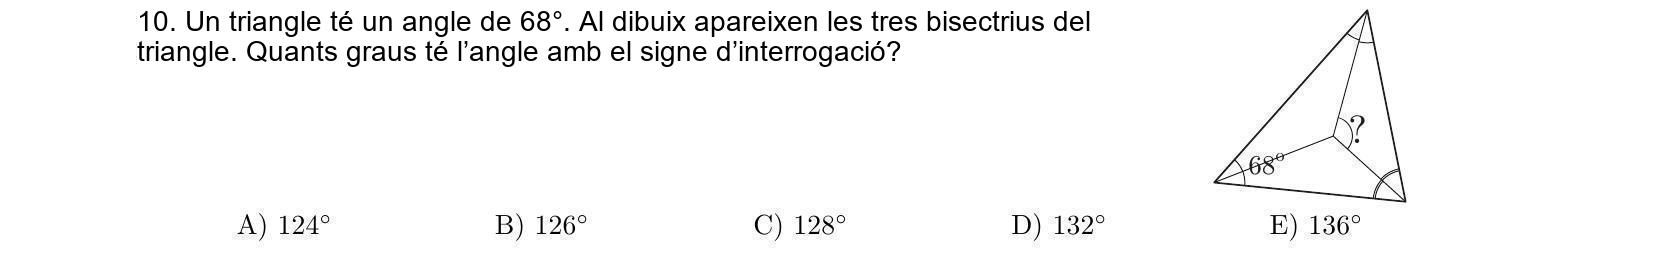 10. Un triangle té un angle de 68°. Al dibuix apareixen les tres bisectrius del
triangle. Quants graus té l’angle amb el signe d’interrogació?
?
68°
A) 124° B) 126° C) 128° D) 132° E) 136°